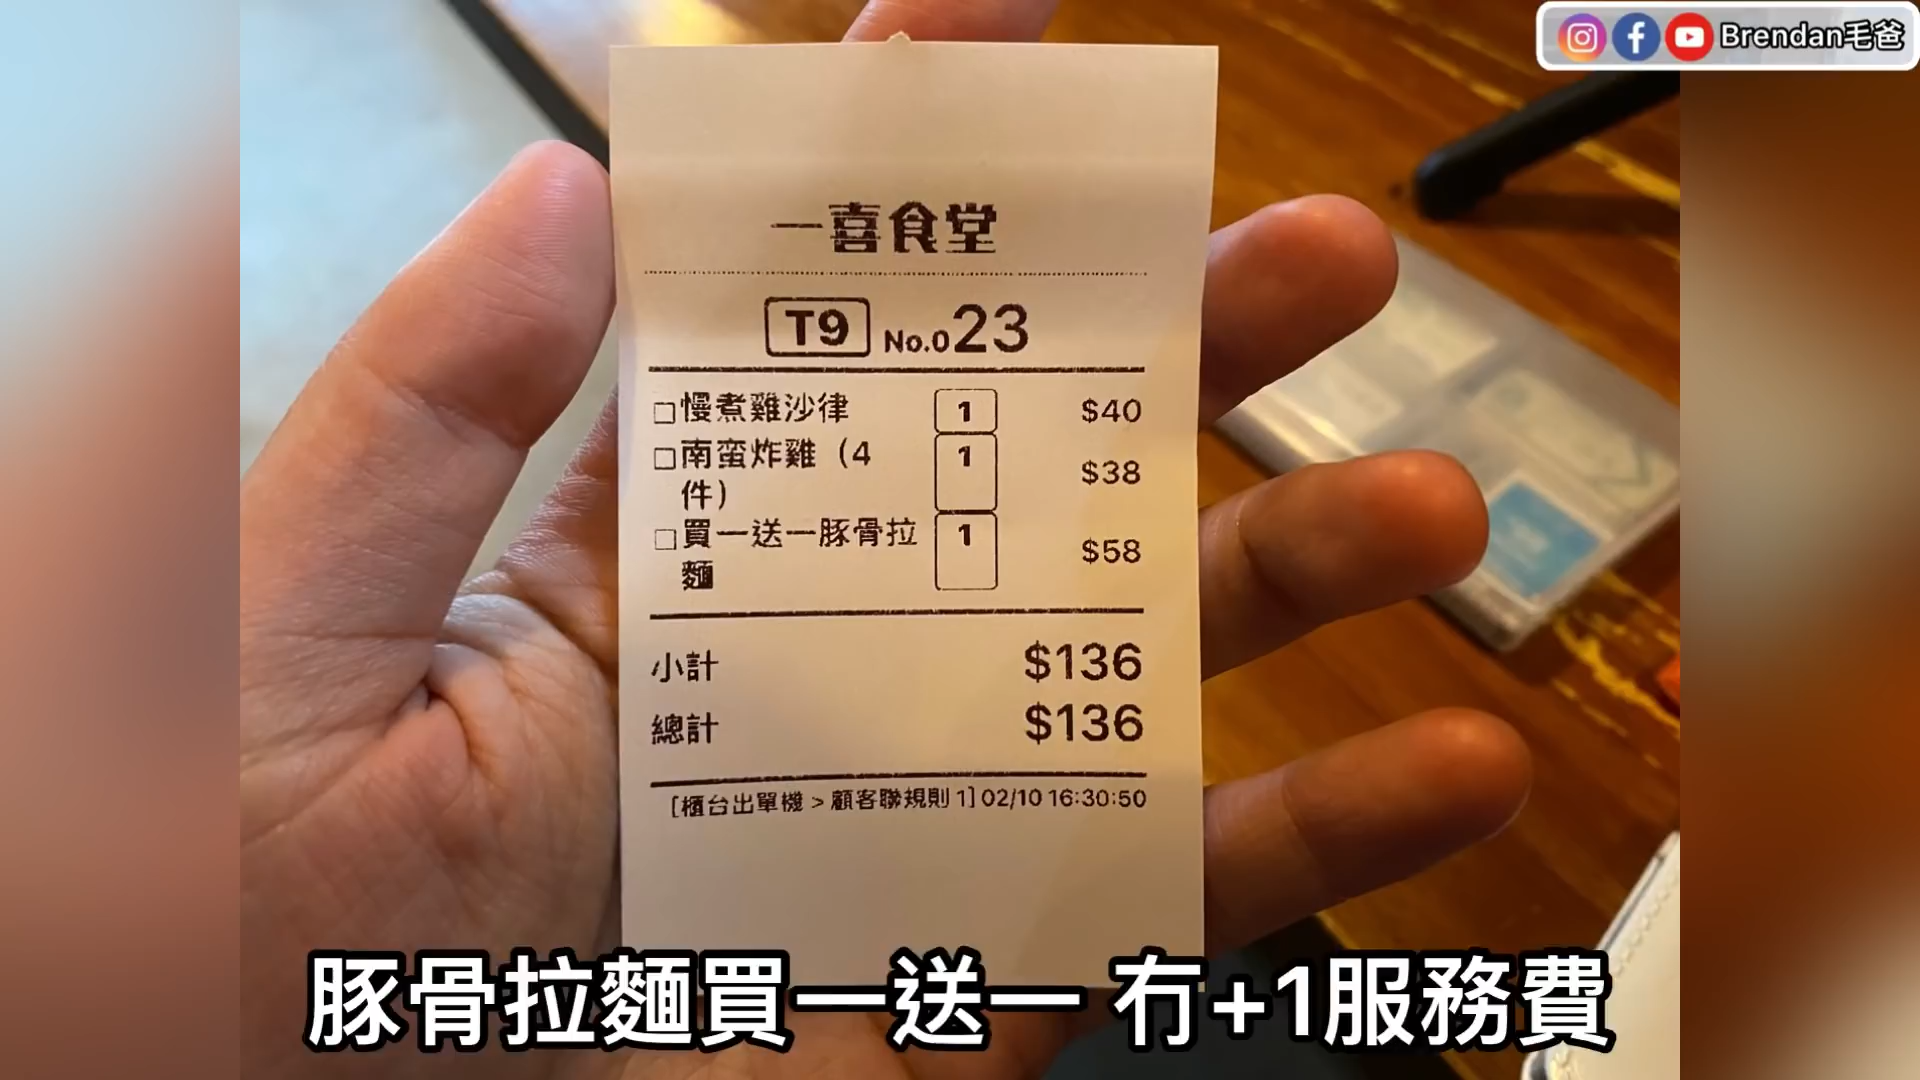 Brendan毛爸
一喜食堂
T9 No.023
□慢煮雞沙律 1 $40
□南蛮炸雞（4 1 $38
件）
□買一送一豚骨拉 1 $58
麵
小計 $136
總計 $136
[櫃台出單機 > 顧客聯規則 1] 02/10 16:30:50
豚骨拉麵買一送一 冇+1服務費